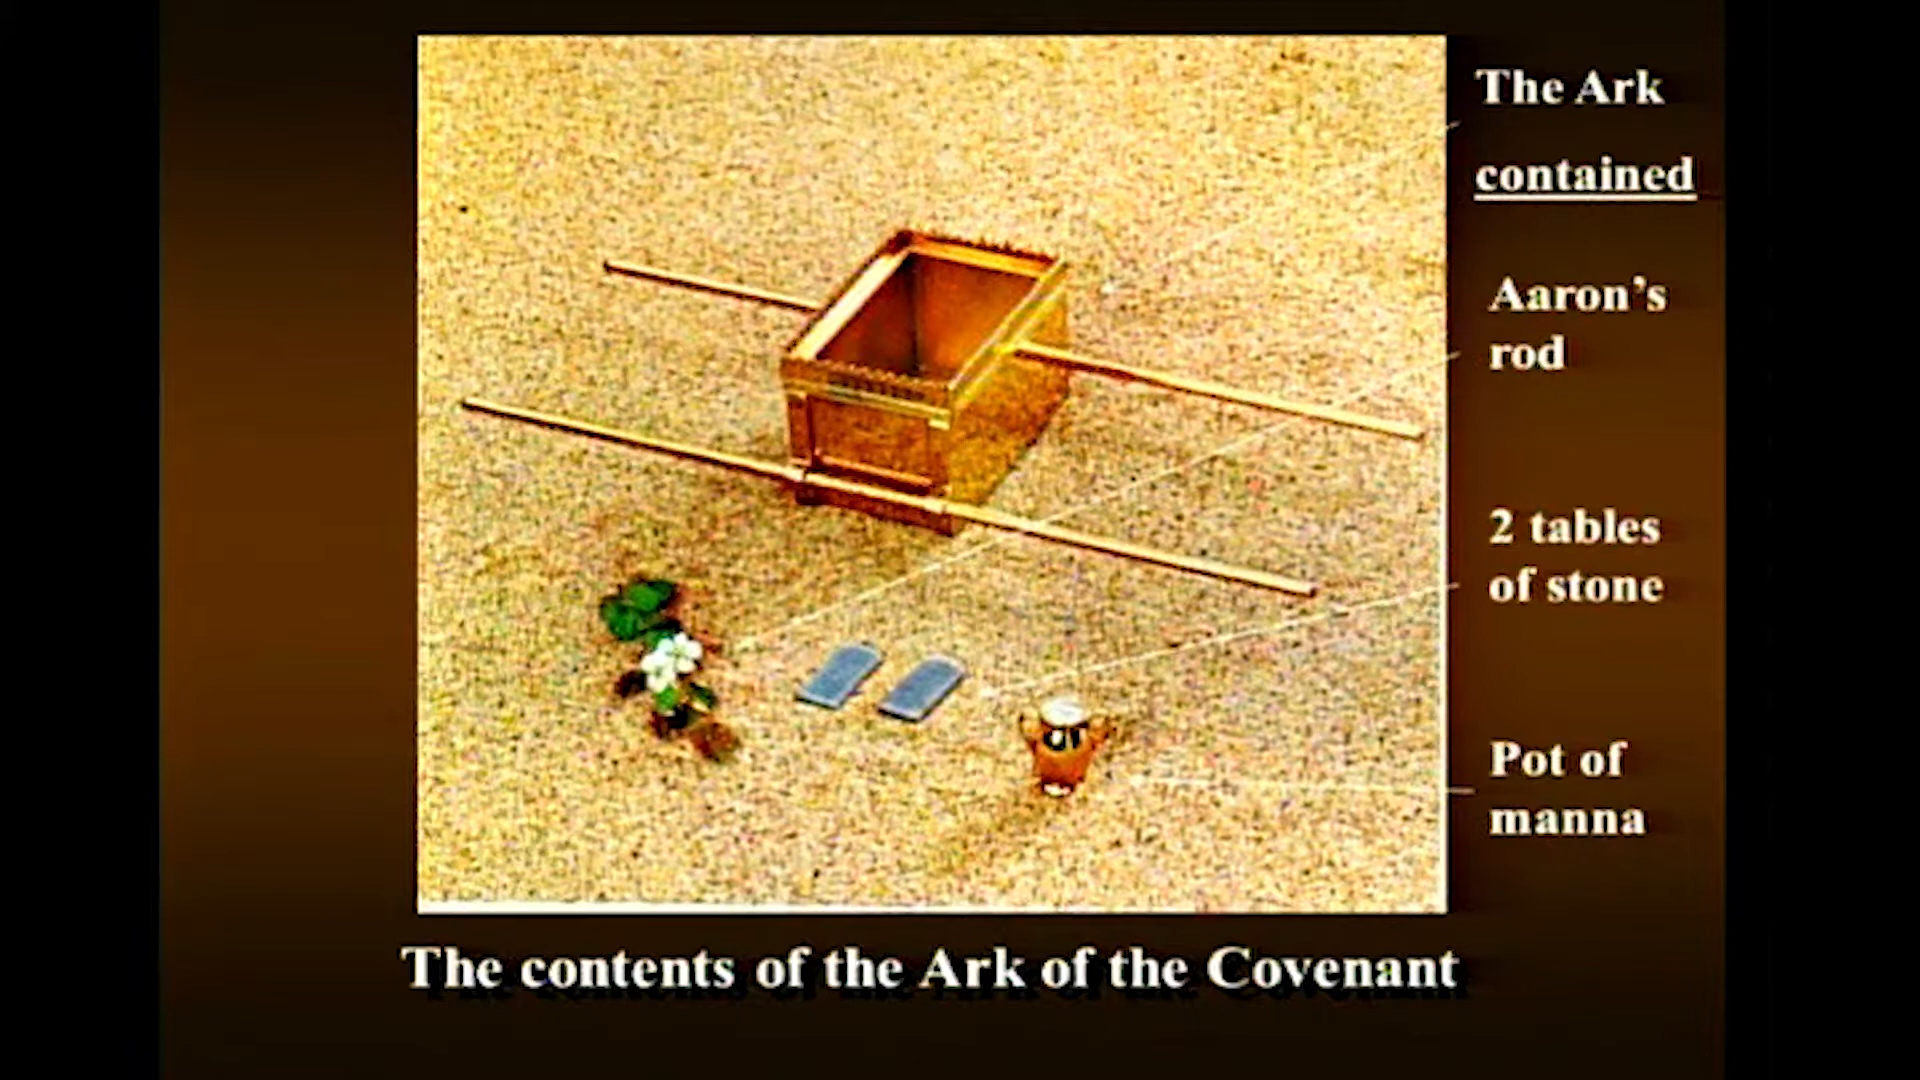 The Ark
contained
Aaron's
rod
2 tables
of stone
Pot of
manna
The contents of the Ark of the Covenant